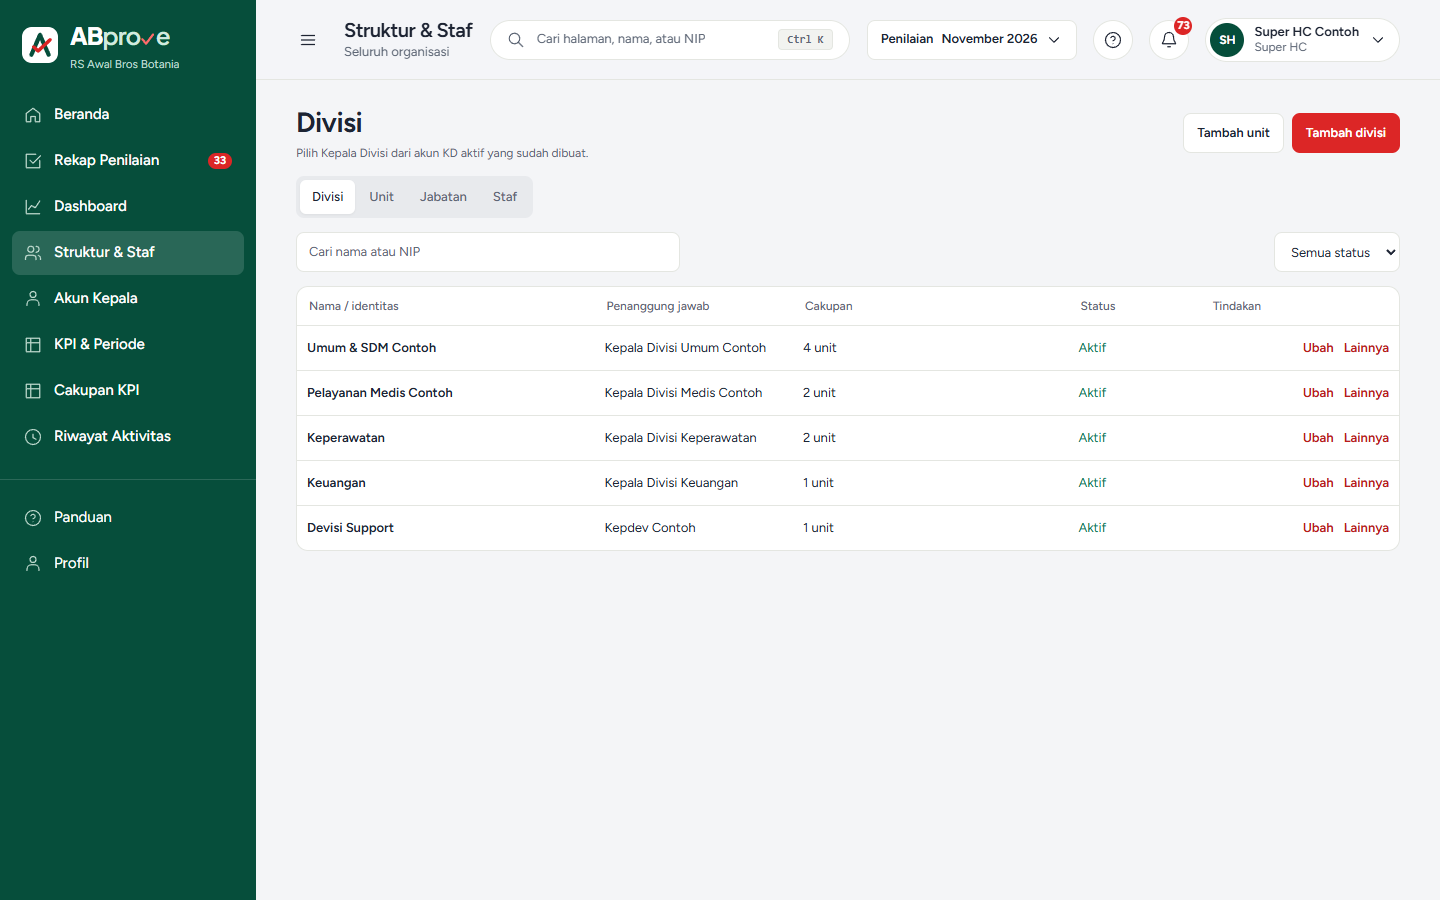 ABprove
RS Awal Bros Botania
Beranda
Rekap Penilaian 33
Dashboard
Struktur & Staf
Akun Kepala
KPI & Periode
Cakupan KPI
Riwayat Aktivitas
Panduan
Profil
Struktur & Staf
Seluruh organisasi
Cari halaman, nama, atau NIP Ctrl K
Penilaian November 2026
73
SH
Super HC Contoh
Super HC
Divisi
Pilih Kepala Divisi dari akun KD aktif yang sudah dibuat.
Tambah unit Tambah divisi
Divisi Unit Jabatan Staf
Cari nama atau NIP Semua status
Nama / identitas Penanggung jawab Cakupan Status Tindakan
Umum & SDM Contoh Kepala Divisi Umum Contoh 4 unit Aktif Ubah Lainnya
Pelayanan Medis Contoh Kepala Divisi Medis Contoh 2 unit Aktif Ubah Lainnya
Keperawatan Kepala Divisi Keperawatan 2 unit Aktif Ubah Lainnya
Keuangan Kepala Divisi Keuangan 1 unit Aktif Ubah Lainnya
Devisi Support Kepdev Contoh 1 unit Aktif Ubah Lainnya